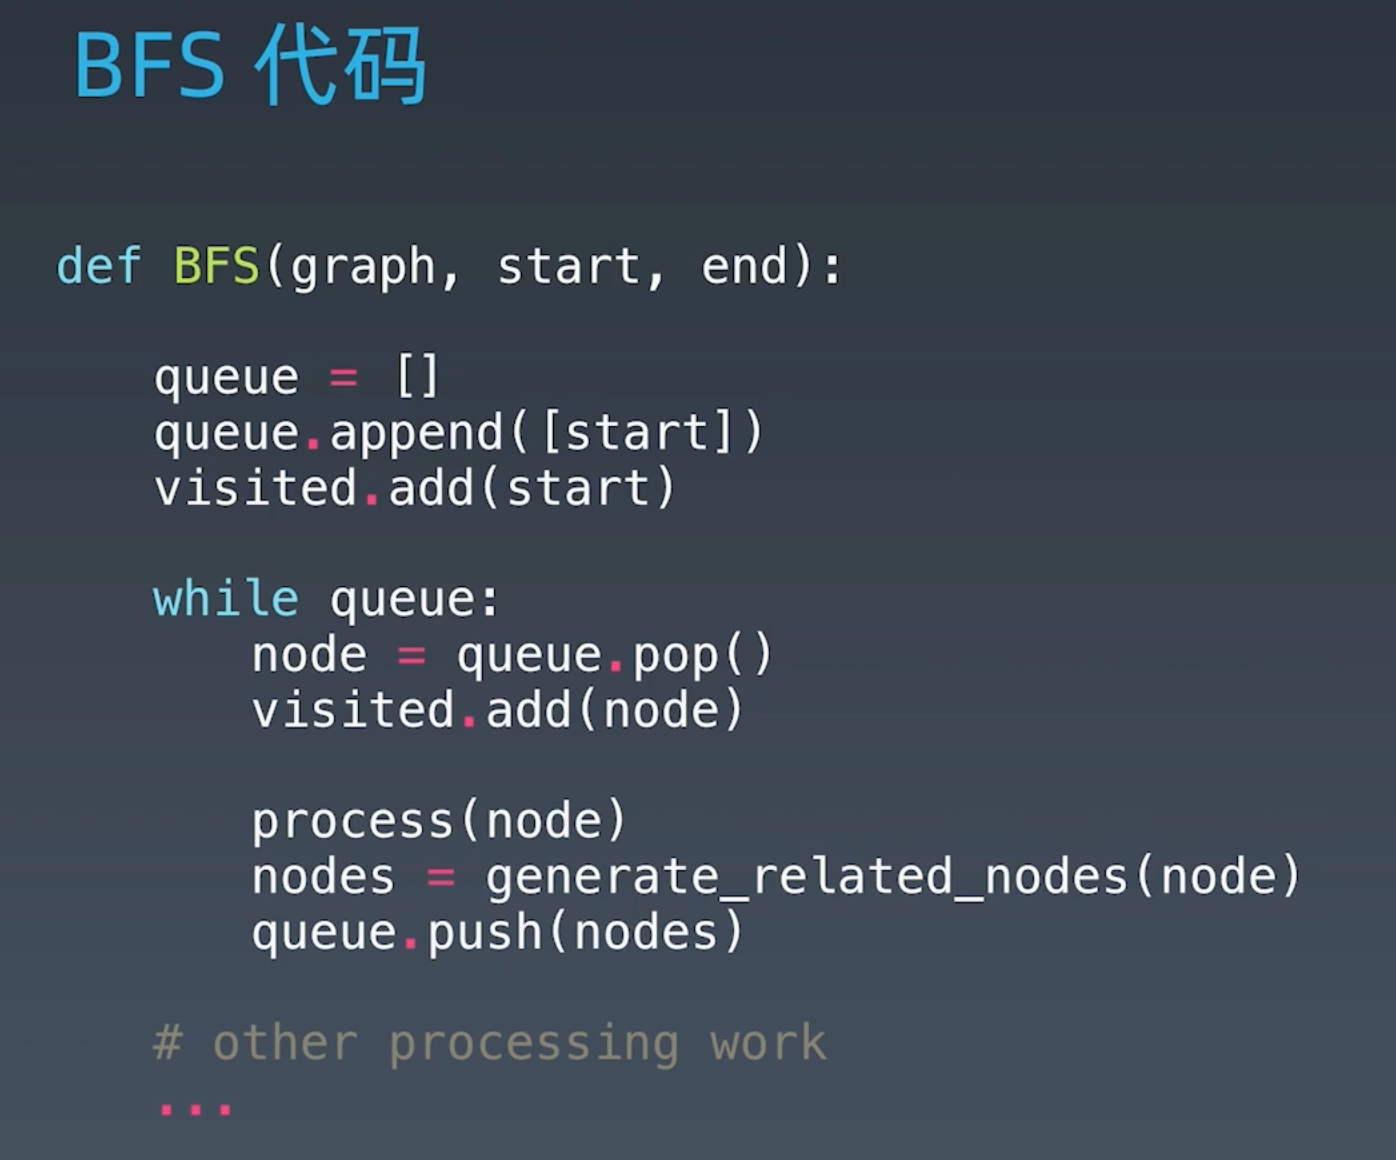 BFS 代码
def BFS(graph, start, end):
queue = []
queue.append([start])
visited.add(start)
while queue:
node = queue.pop()
visited.add(node)
process(node)
nodes = generate_related_nodes(node)
queue.push(nodes)
# other processing work
...